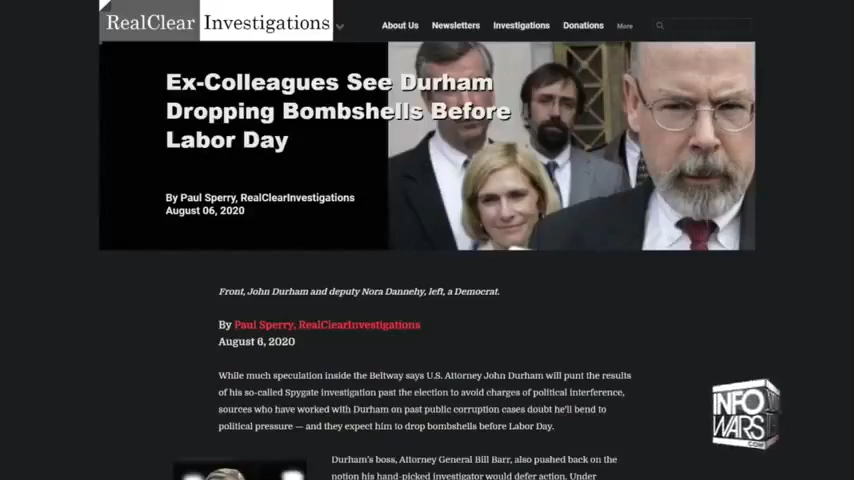 RealClear Investigations
About Us Newsletters Investigations Donations More
Ex-Colleagues See Durham
Dropping Bombshells Before
Labor Day
By Paul Sperry, RealClearInvestigations
August 06, 2020
Front, John Durham and deputy Nora Dannehy, left, a Democrat.
By Paul Sperry, RealClearInvestigations
August 6, 2020
While much speculation inside the Beltway says U.S. Attorney John Durham will punt the results
of his so-called Spygate investigation past the election to avoid charges of political interference,
sources who have worked with Durham on past public corruption cases doubt he'll bend to
political pressure — and they expect him to drop bombshells before Labor Day.
Durham's boss, Attorney General Bill Barr, also pushed back on the
notion his hand-picked investigator would defer action. Under
INFO
WARS
.COM